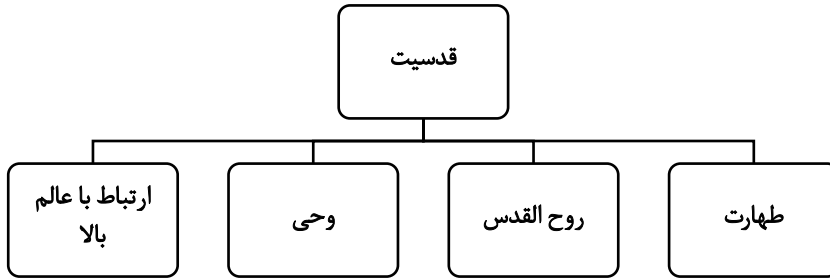 قدسیت
طهارت
روح القدس
وحی
ارتباط با عالم
بالا